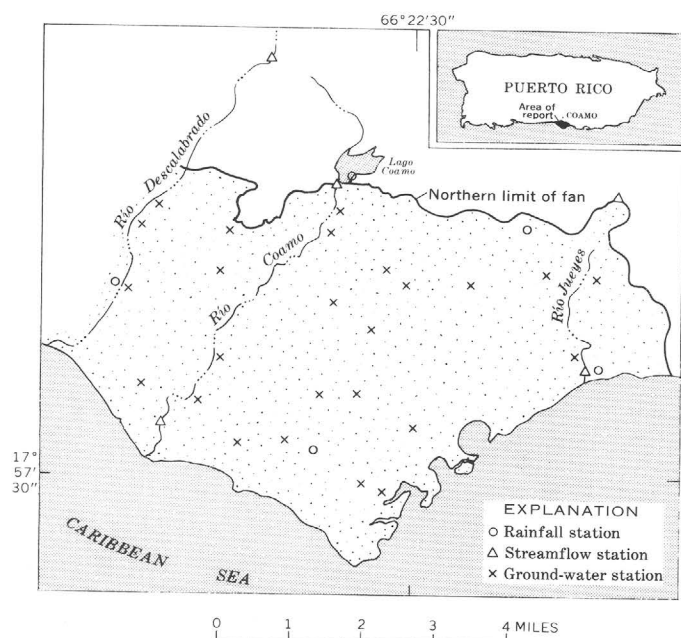 66°22'30"
PUERTO RICO
Area of
report
COAMO
Río Descalabrado
Lago
Coamo
Northern limit of fan
Río Coamo
Río Jueyes
17°
57'
30"
CARIBBEAN SEA
EXPLANATION
Rainfall station
Streamflow station
Ground-water station
0 1 2 3 4 MILES